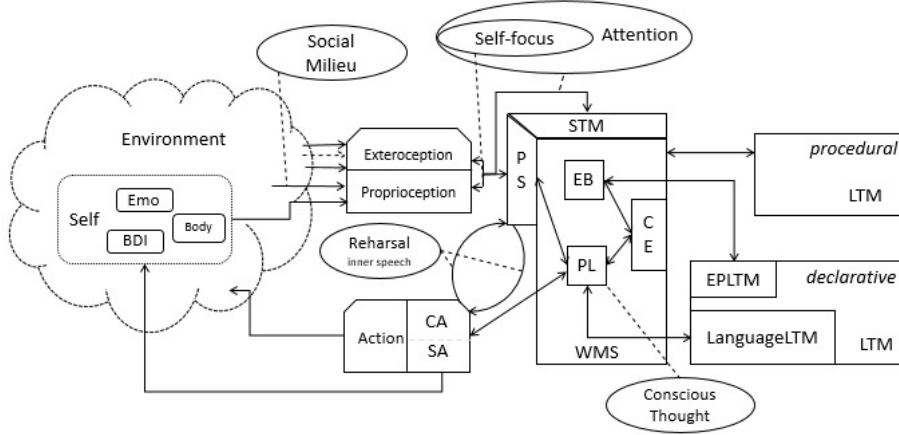 Social
Milieu
Self-focus
Attention
Environment
STM
Exteroception
Proprioception
P
S
procedural
LTM
EB
Emo
Self
Body
BDI
C
E
Reharsal
inner speech
PL
EPLTM
declarative
Action
CA
SA
LanguageLTM
LTM
WMS
Conscious
Thought